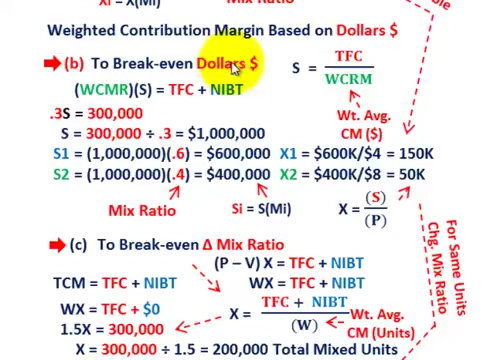 Xi = X(Mi)
Mix Ratio
Weighted Contribution Margin Based on Dollars $
(b) To Break-even Dollars $
S = TFC
WCRM
(WCMR)(S) = TFC + NIBT
.3S = 300,000
Wt. Avg.
CM ($)
S = 300,000 ÷ .3 = $1,000,000
S1 = (1,000,000)(.6) = $600,000 X1 = $600K/$4 = 150K
S2 = (1,000,000)(.4) = $400,000 X2 = $400K/$8 = 50K
Mix Ratio
Si = S(Mi)
X = (S)
(P)
For Same Units
Chg. Mix Ratio
(c) To Break-even Δ Mix Ratio
(P – V) X = TFC + NIBT
TCM = TFC + NIBT
WX = TFC + NIBT
WX = TFC + $0
X = TFC + NIBT
(W)
Wt. Avg.
CM (Units)
1.5X = 300,000
X = 300,000 ÷ 1.5 = 200,000 Total Mixed Units